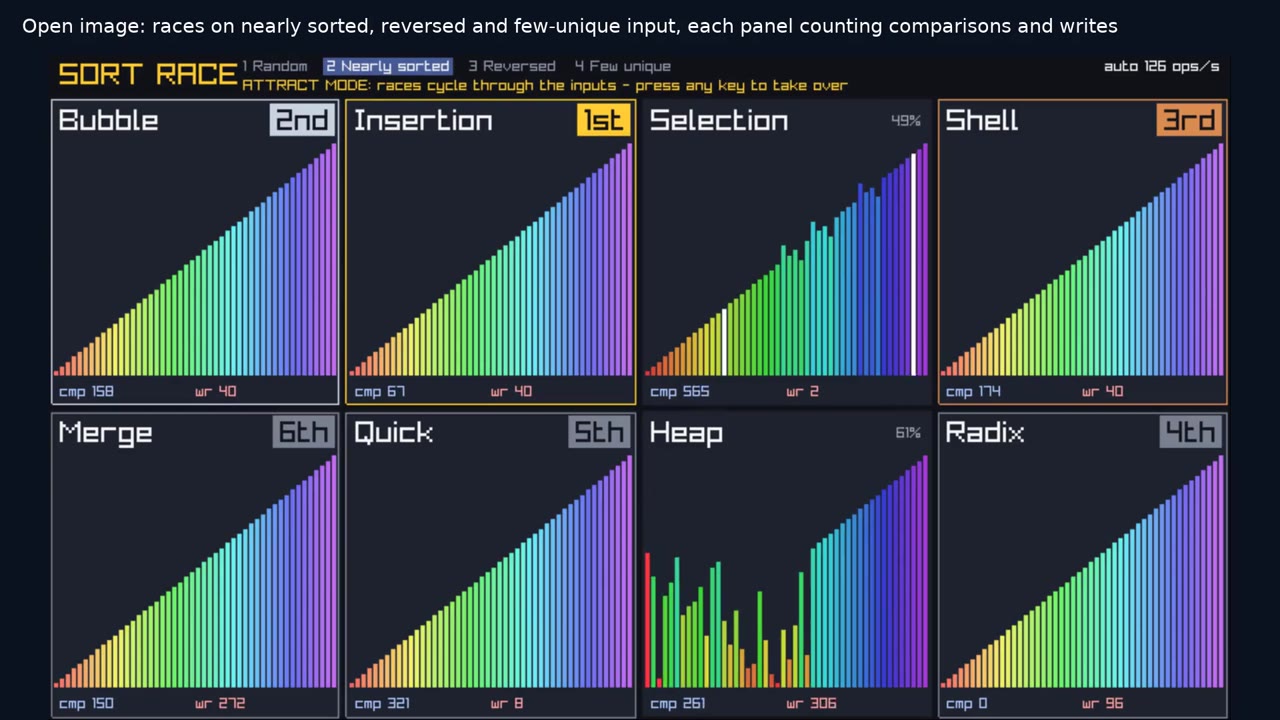 Open image: races on nearly sorted, reversed and few-unique input, each panel counting comparisons and writes
SORT RACE 1 Random 2 Nearly sorted 3 Reversed 4 Few unique auto 126 ops/s
ATTRACT MODE: races cycle through the inputs - press any key to take over
Bubble 2nd Insertion 1st Selection 49% Shell 3rd
cmp 158 wr 40 cmp 67 wr 40 cmp 565 wr 2 cmp 174 wr 40
Merge 6th Quick 5th Heap 61% Radix 4th
cmp 150 wr 272 cmp 321 wr 8 cmp 261 wr 306 cmp 0 wr 96